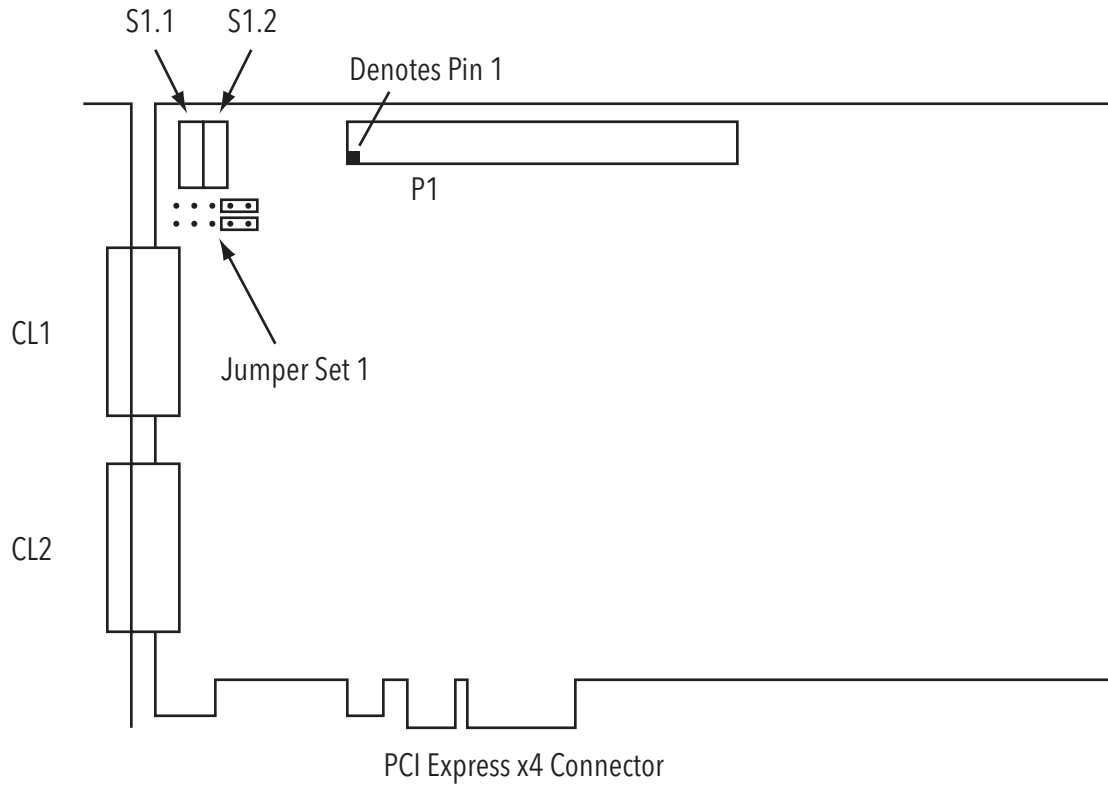 S1.1
S1.2
Denotes Pin 1
P1
CL1
Jumper Set 1
CL2
PCI Express x4 Connector